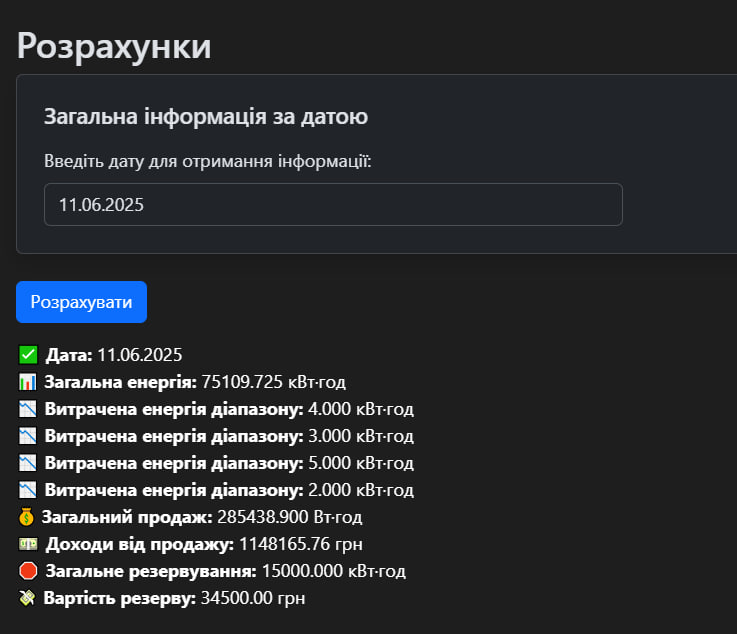 Розрахунки
Загальна інформація за датою
Введіть дату для отримання інформації:
11.06.2025
Розрахувати
✅ Дата: 11.06.2025
📊 Загальна енергія: 75109.725 кВт·год
📉 Витрачена енергія діапазону: 4.000 кВт·год
📉 Витрачена енергія діапазону: 3.000 кВт·год
📉 Витрачена енергія діапазону: 5.000 кВт·год
📉 Витрачена енергія діапазону: 2.000 кВт·год
💰 Загальний продаж: 285438.900 Вт·год
💵 Доходи від продажу: 1148165.76 грн
🛑 Загальне резервування: 15000.000 кВт·год
💸 Вартість резерву: 34500.00 грн